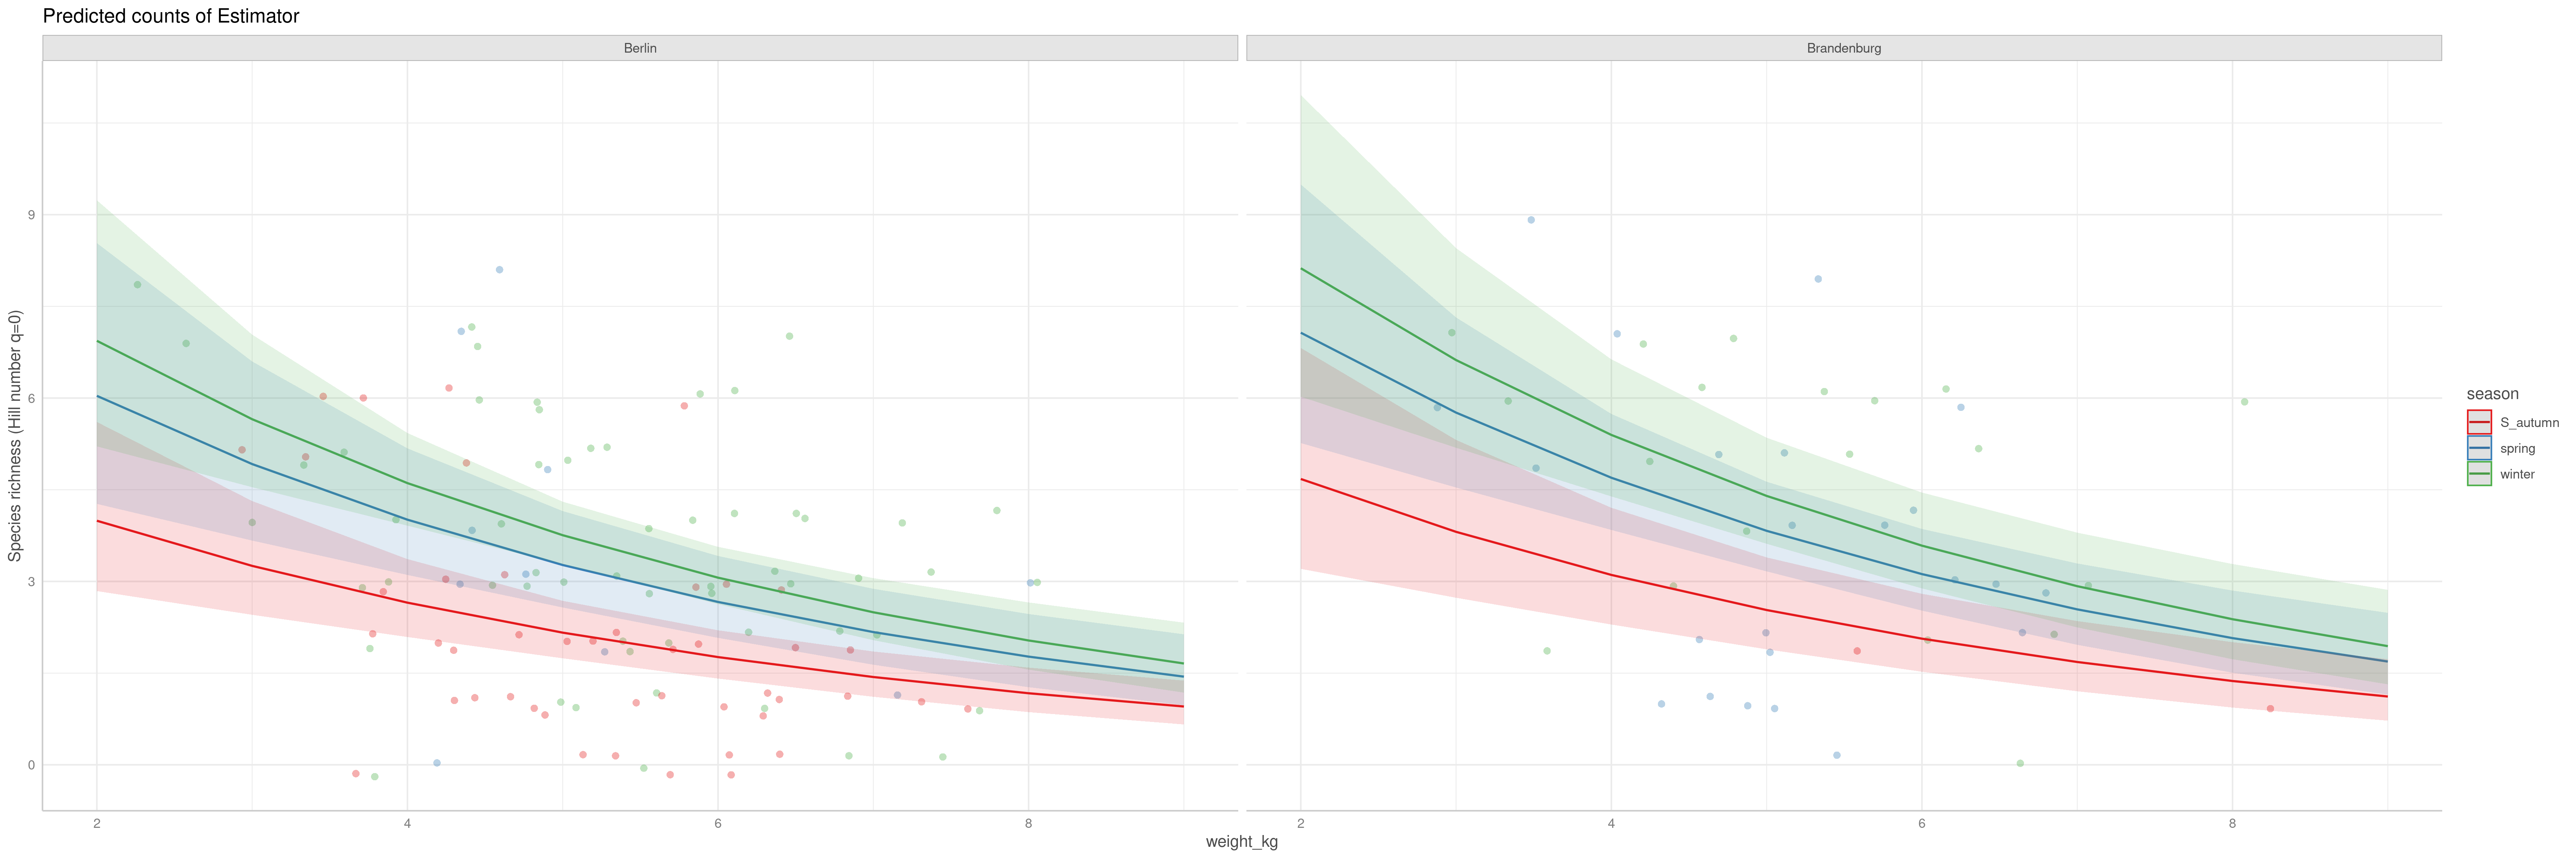 Predicted counts of Estimator
Berlin
Brandenburg
Species richness (Hill number q=0)
9
6
3
0
2
4
6
8
2
4
6
8
weight_kg
season
S_autumn
spring
winter